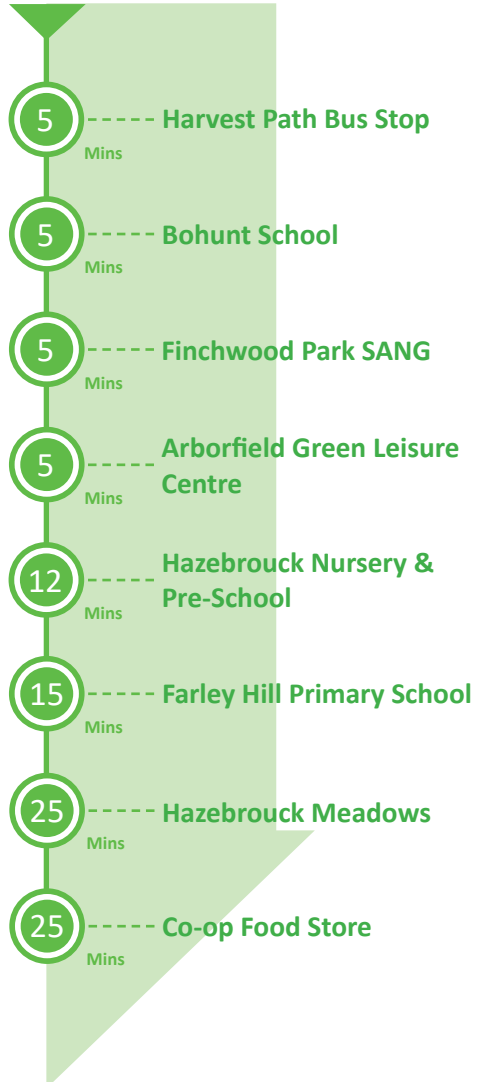 5
Harvest Path Bus Stop
Mins
5
Bohunt School
Mins
5
Finchwood Park SANG
Mins
5
Arborfield Green Leisure
Centre
Mins
12
Hazebrouck Nursery &
Pre-School
Mins
15
Farley Hill Primary School
Mins
25
Hazebrouck Meadows
Mins
25
Co-op Food Store
Mins